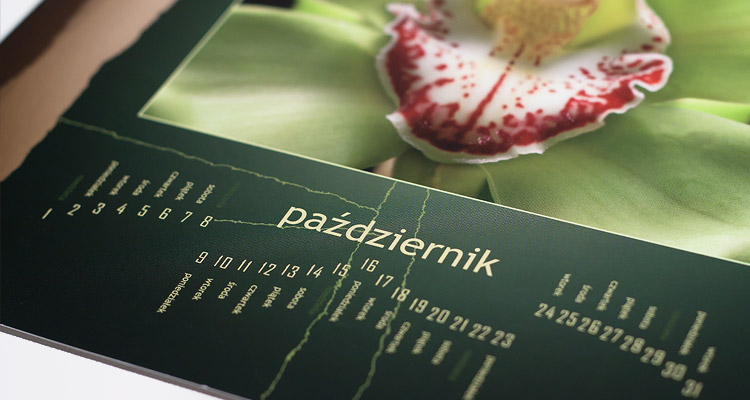 poniedziałek wtorek środa czwartek piątek sobota
1 2 3 4 5 6 7 8
październik
9 10 11 12 13 14 15 16 17 18 19 20 21 22 23
poniedziałek wtorek środa czwartek piątek sobota poniedziałek wtorek środa czwartek piątek
wtorek środa czwartek piątek sobota poniedziałek
24 25 26 27 28 29 30 31